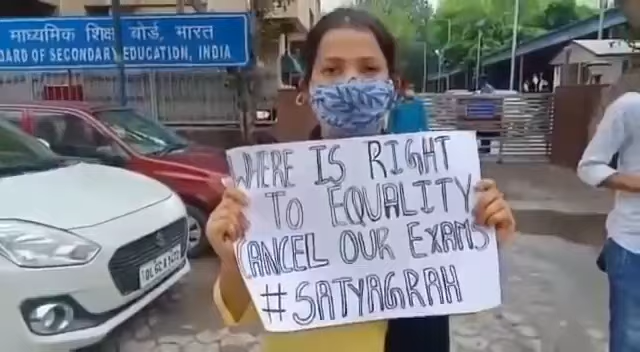 माध्यमिक शिक्षा बोर्ड, भारत
OARD OF SECONDARY EDUCATION, INDIA
WHERE IS RIGHT
TO EQUALITY
CANCEL OUR EXAMS
#SATYAGRAH